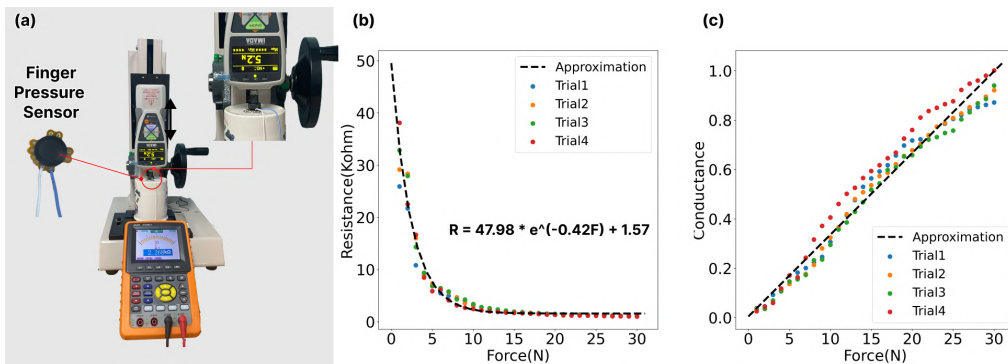 (a)
Finger
Pressure
Sensor
IMADA
5.2N
(b)
Resistance(Kohm)
50
40
30
20
10
0
Approximation
Trial1
Trial2
Trial3
Trial4
R = 47.98 * e^(-0.42F) + 1.57
0 5 10 15 20 25 30
Force(N)
(c)
Conductance
1.0
0.8
0.6
0.4
0.2
0.0
Approximation
Trial1
Trial2
Trial3
Trial4
0 5 10 15 20 25 30
Force(N)